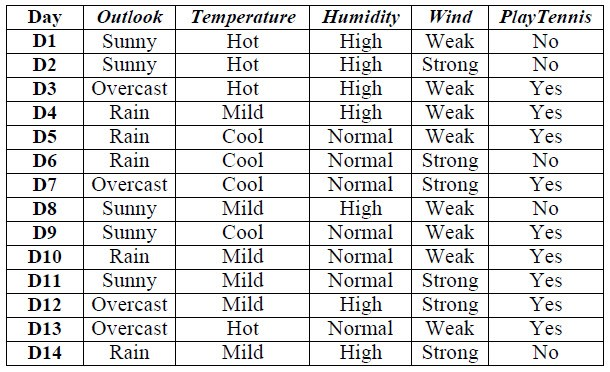 Day Outlook Temperature Humidity Wind PlayTennis
D1 Sunny Hot High Weak No
D2 Sunny Hot High Strong No
D3 Overcast Hot High Weak Yes
D4 Rain Mild High Weak Yes
D5 Rain Cool Normal Weak Yes
D6 Rain Cool Normal Strong No
D7 Overcast Cool Normal Strong Yes
D8 Sunny Mild High Weak No
D9 Sunny Cool Normal Weak Yes
D10 Rain Mild Normal Weak Yes
D11 Sunny Mild Normal Strong Yes
D12 Overcast Mild High Strong Yes
D13 Overcast Hot Normal Weak Yes
D14 Rain Mild High Strong No